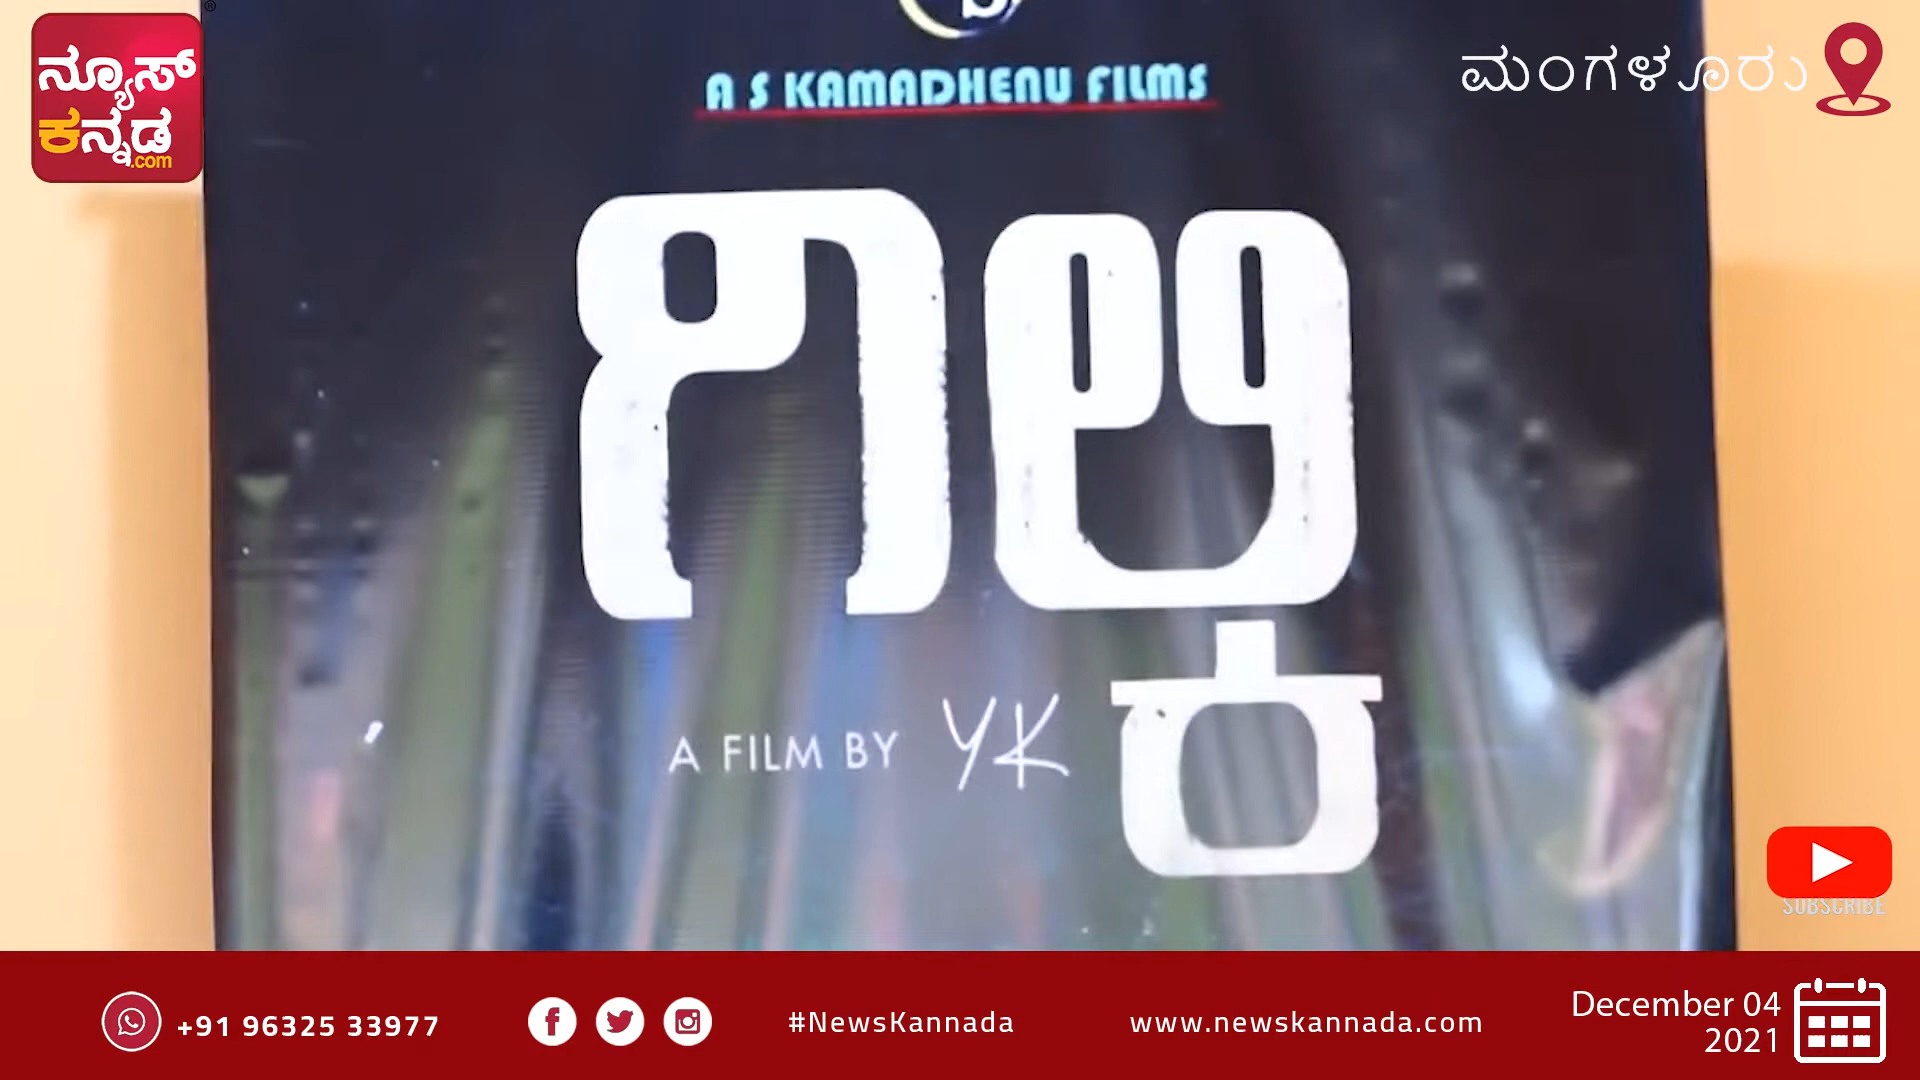 ನ್ಯೂಸ್
ಕನ್ನಡ
.com
®
A S KAMADHENU FILMS
ಮಂಗಳೂರು
ಗಿಲ್ಕಿ
A FILM BY YK
SUBSCRIBE
+91 96325 33977
#NewsKannada
www.newskannada.com
December 04
2021